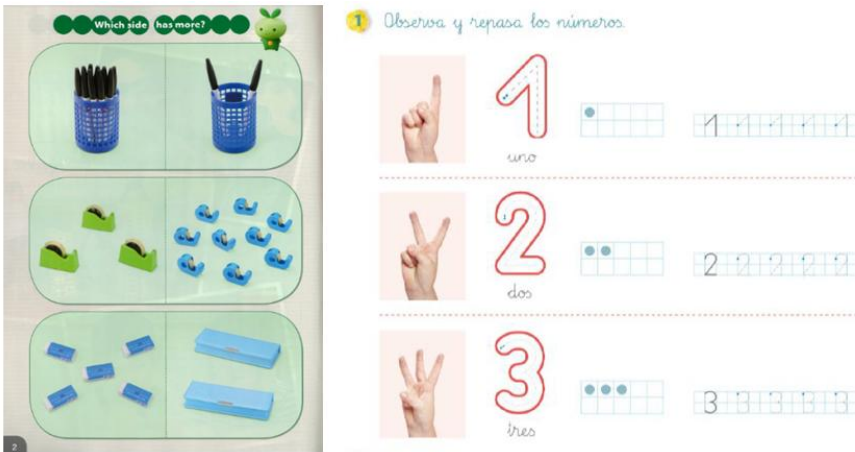 Which side has more?
2
1 Observa y repasa los números.
1
uno
1 1 1 1 1
2
dos
2 2 2 2 2
3
tres
3 3 3 3 3